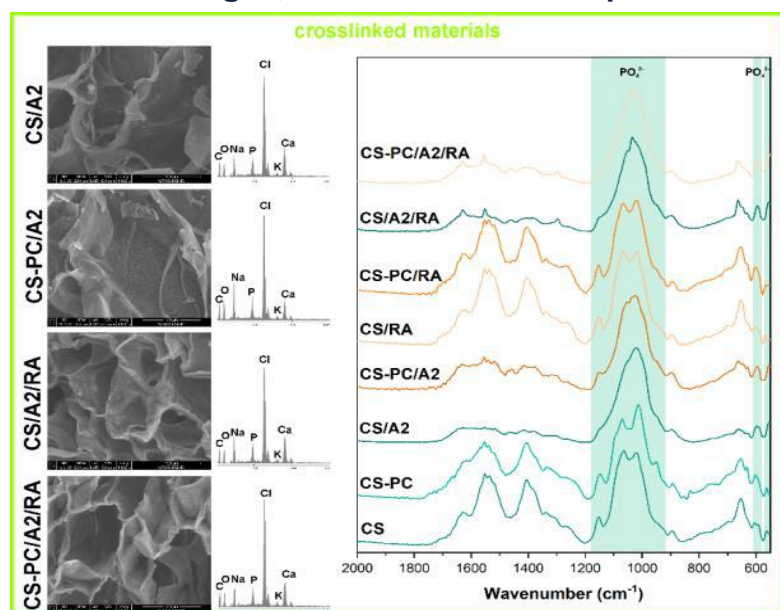 crosslinked materials
CS/A2
Cl
C
O
Na
P
K
Ca
CS-PC/A2
Cl
C
O
Na
P
K
Ca
CS/A2/RA
Cl
C
O
Na
P
K
Ca
CS-PC/A2/RA
Cl
C
O
Na
P
K
Ca
PO₄³⁻
PO₄³⁻
CS-PC/A2/RA
CS/A2/RA
CS-PC/RA
CS/RA
CS-PC/A2
CS/A2
CS-PC
CS
2000 1800 1600 1400 1200 1000 800 600
Wavenumber (cm⁻¹)